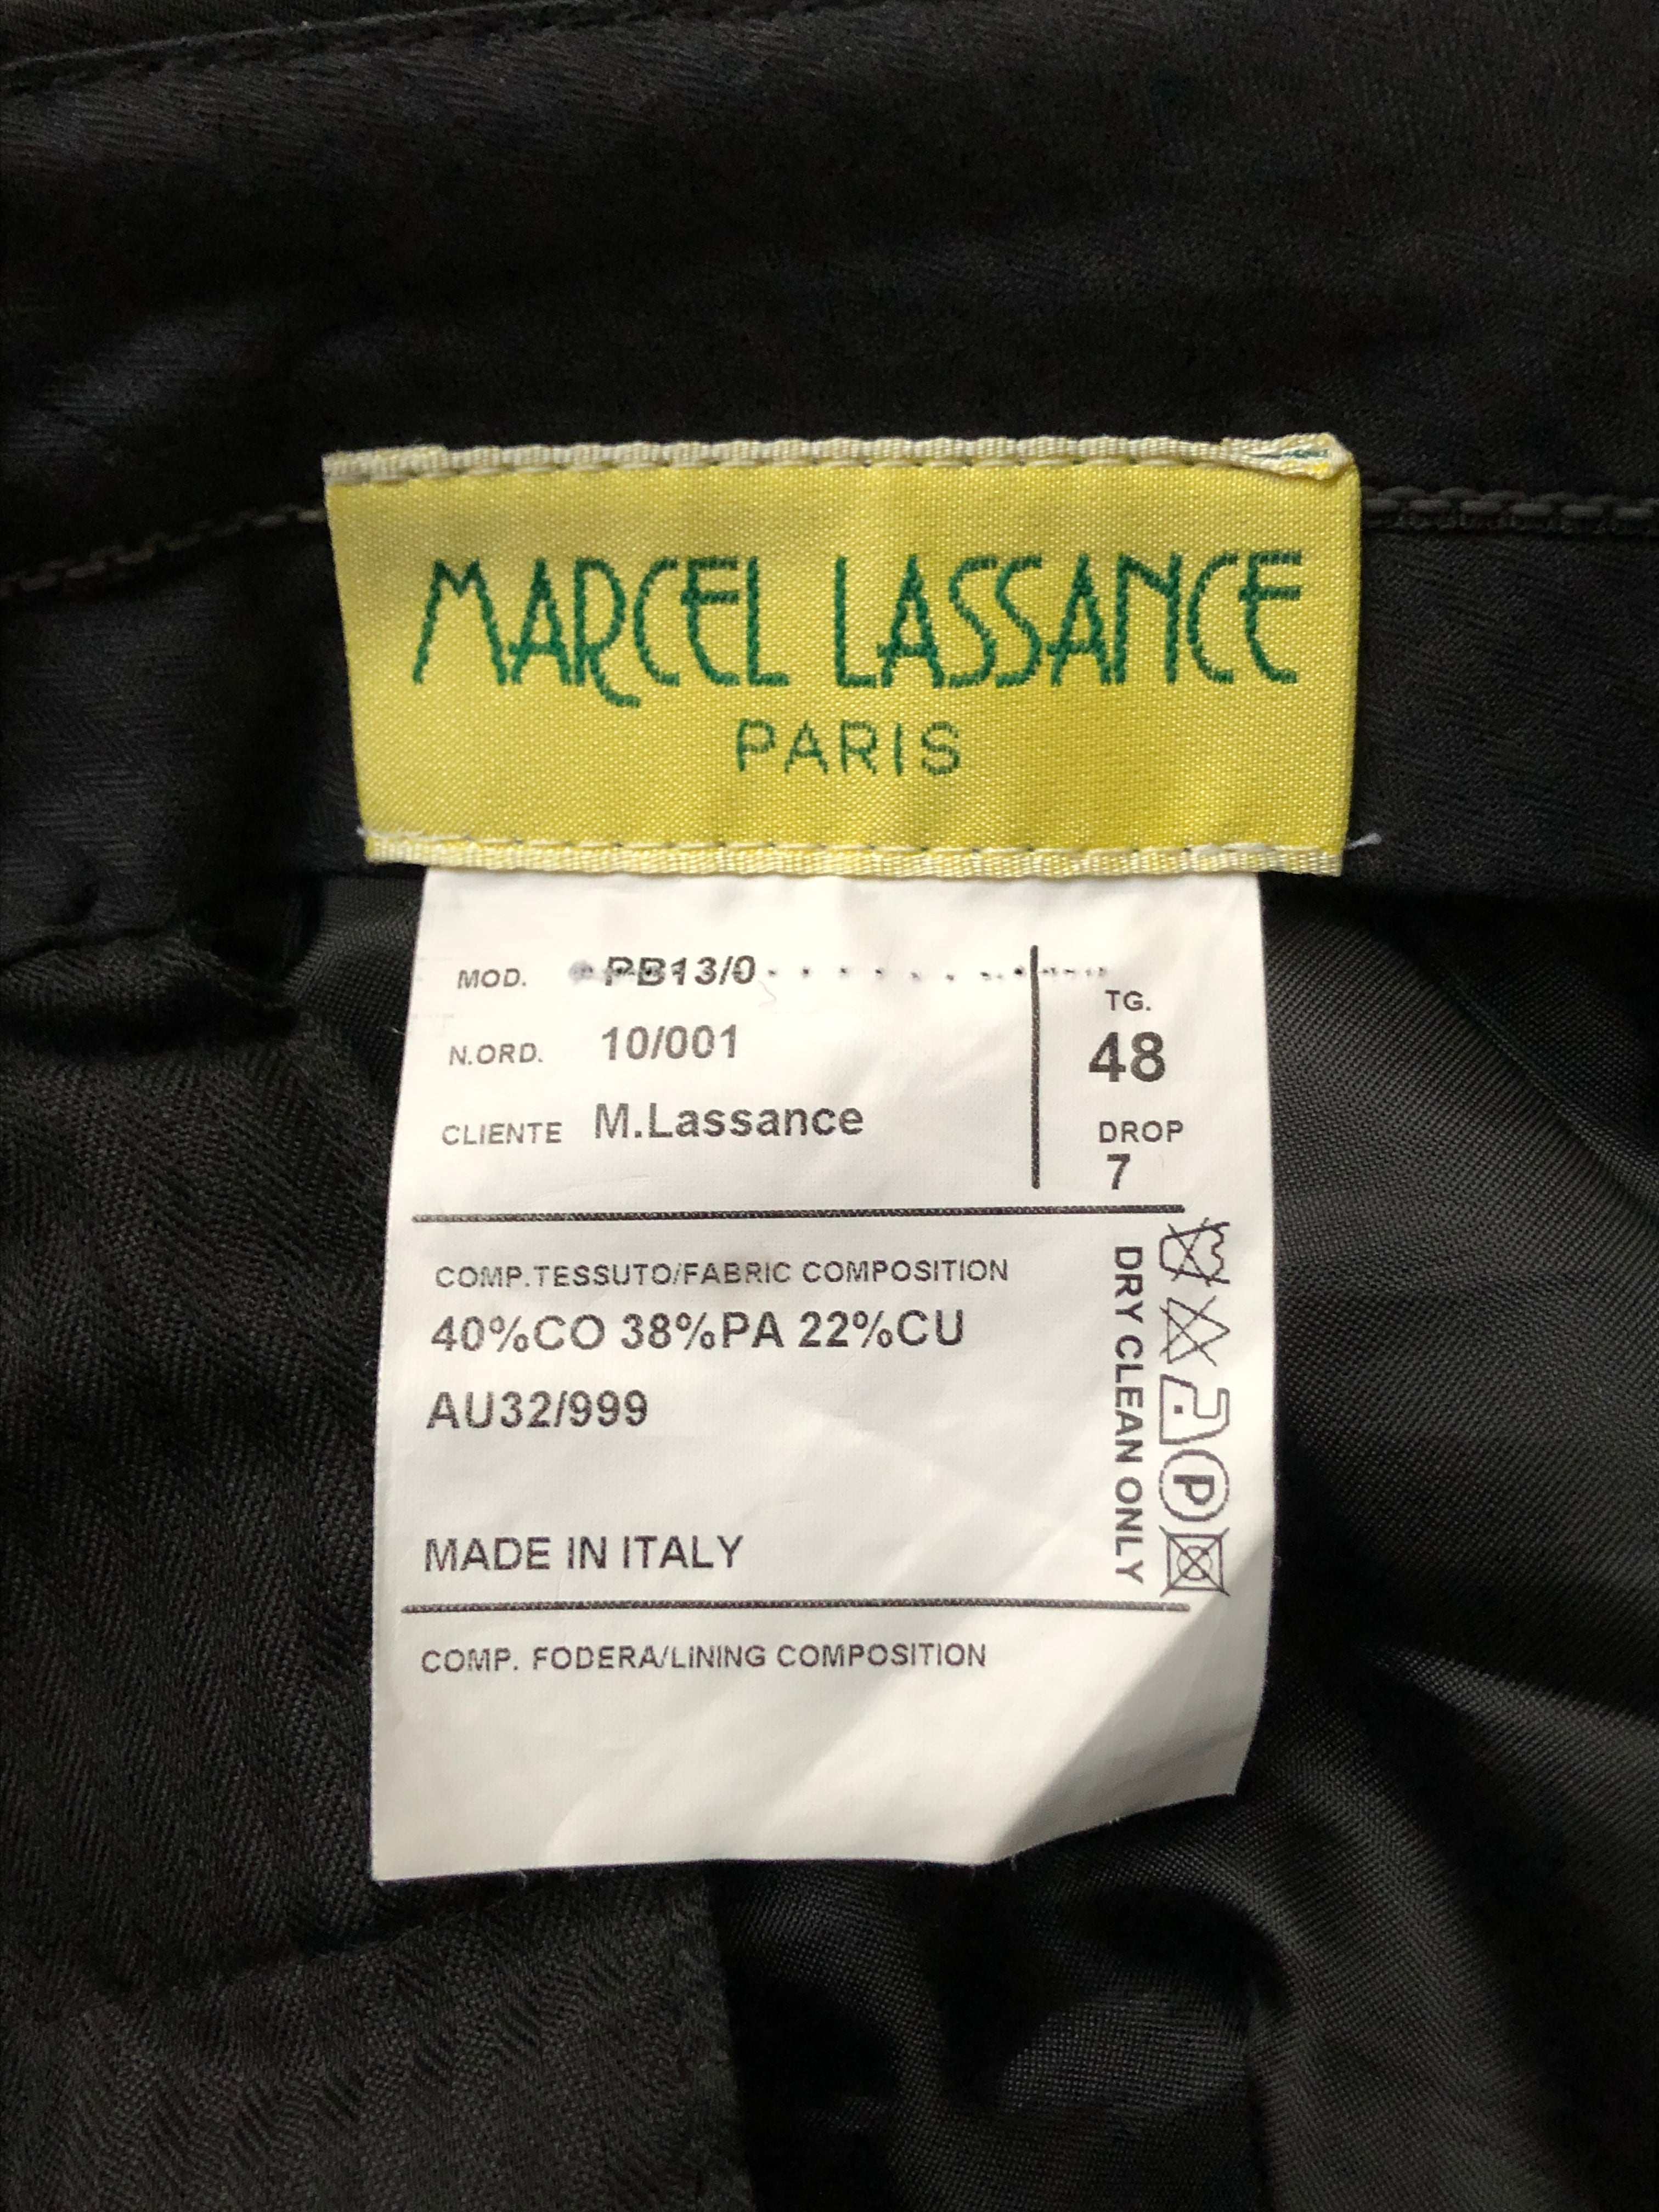 MARCEL LASSANCE
PARIS
MOD. PB13/0
N.ORD. 10/001
CLIENTE M.Lassance
TG.
48
DROP
7
COMP.TESSUTO/FABRIC COMPOSITION
40%CO 38%PA 22%CU
AU32/999
MADE IN ITALY
DRY CLEAN ONLY
P
COMP. FODERA/LINING COMPOSITION